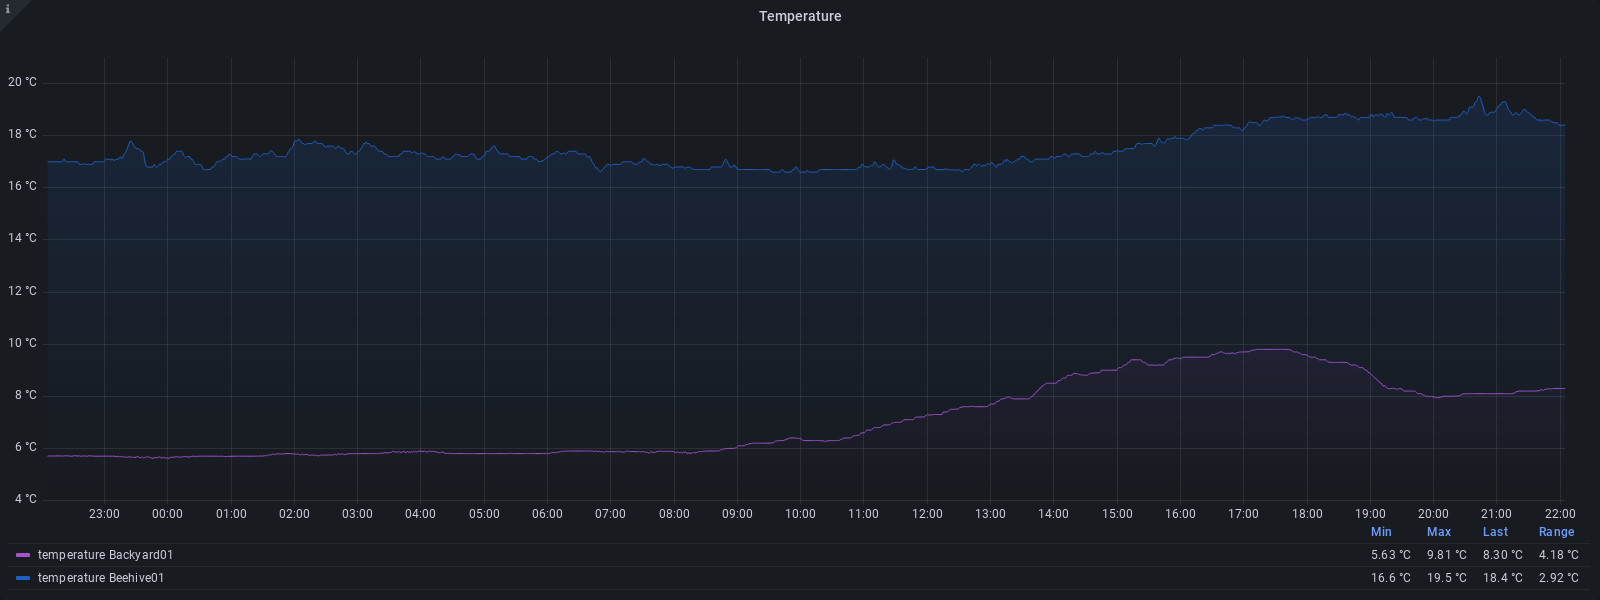 i
Temperature
20 °C
18 °C
16 °C
14 °C
12 °C
10 °C
8 °C
6 °C
4 °C
23:00 00:00 01:00 02:00 03:00 04:00 05:00 06:00 07:00 08:00 09:00 10:00 11:00 12:00 13:00 14:00 15:00 16:00 17:00 18:00 19:00 20:00 21:00 22:00
Min Max Last Range
temperature Backyard01 5.63 °C 9.81 °C 8.30 °C 4.18 °C
temperature Beehive01 16.6 °C 19.5 °C 18.4 °C 2.92 °C